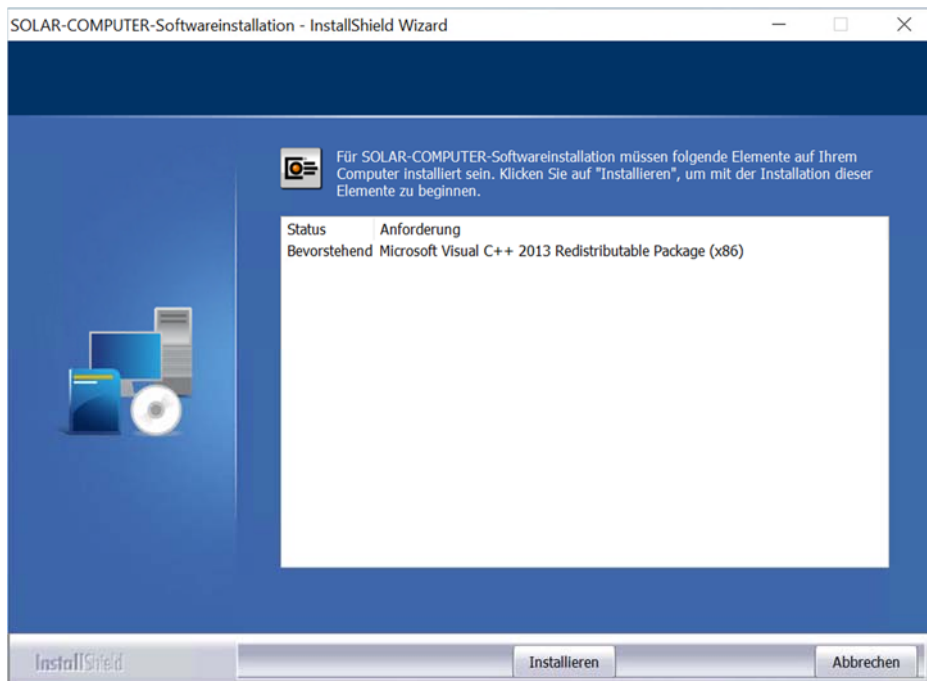 SOLAR-COMPUTER-Softwareinstallation - InstallShield Wizard
Für SOLAR-COMPUTER-Softwareinstallation müssen folgende Elemente auf Ihrem
Computer installiert sein. Klicken Sie auf "Installieren", um mit der Installation dieser
Elemente zu beginnen.
Status Anforderung
Bevorstehend Microsoft Visual C++ 2013 Redistributable Package (x86)
InstallShield
Installieren
Abbrechen